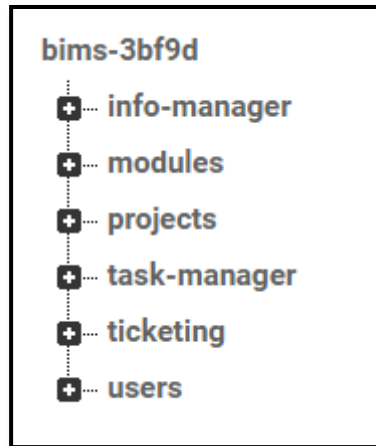 bims-3bf9d
info-manager
modules
projects
task-manager
ticketing
users